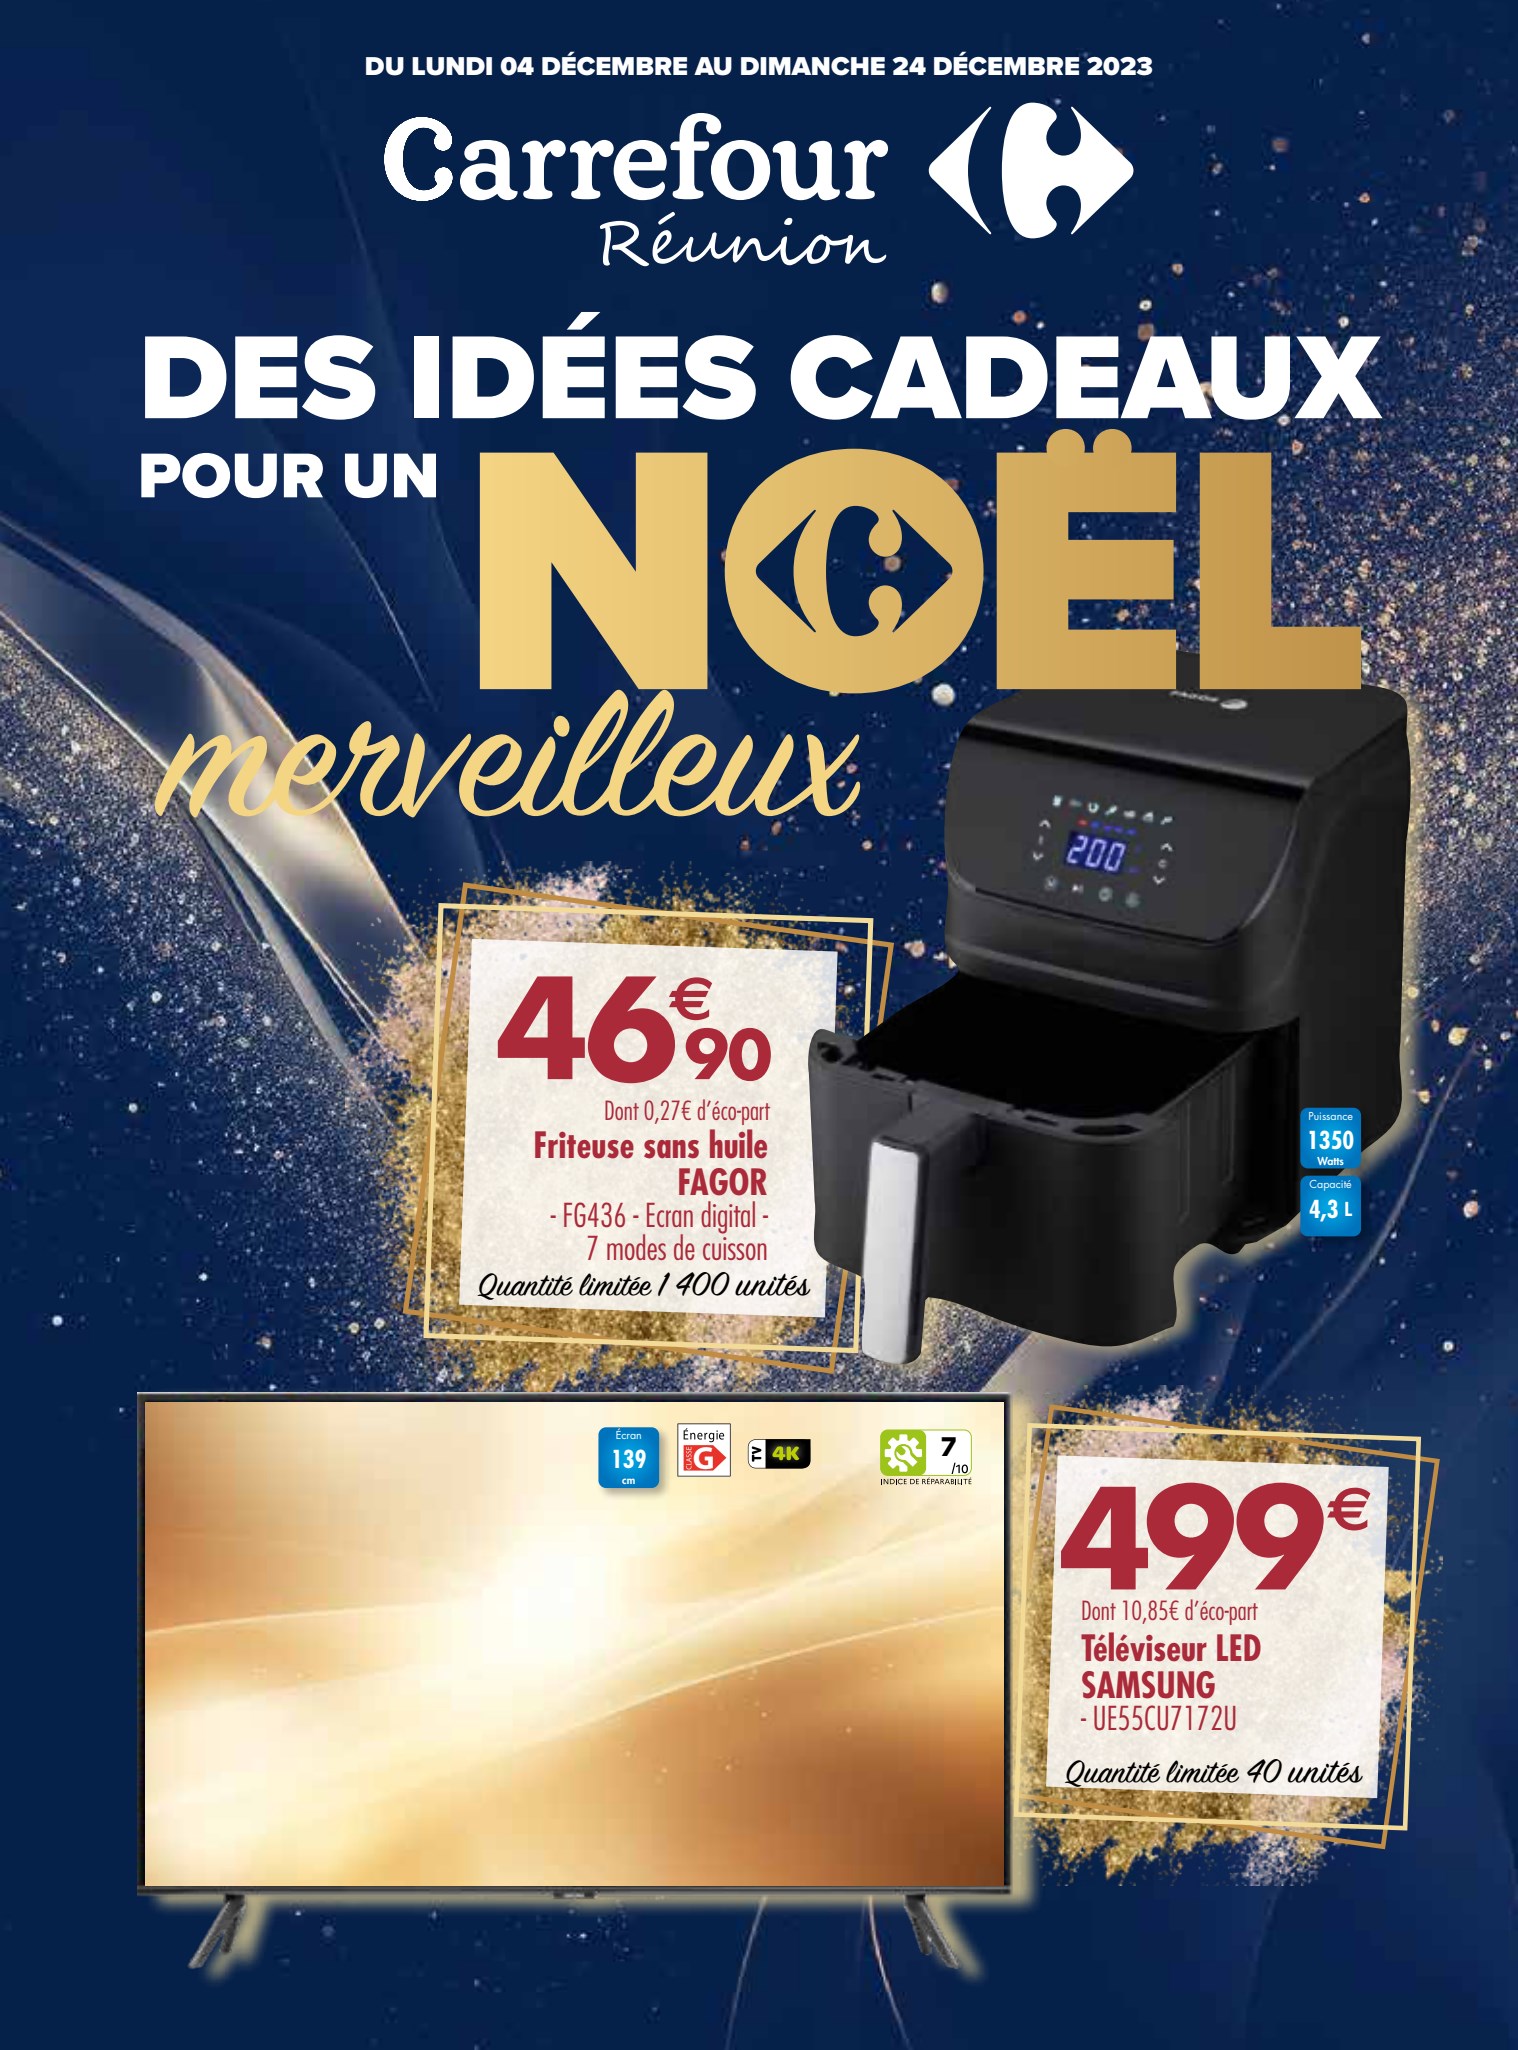 DU LUNDI 04 DÉCEMBRE AU DIMANCHE 24 DÉCEMBRE 2023
Carrefour
Réunion
DES IDÉES CADEAUX
POUR UN
NOËL
merveilleux
200
46€90
Dont 0,27€ d'éco-part
Friteuse sans huile
FAGOR
- FG436 - Ecran digital -
7 modes de cuisson
Quantité limitée 1 400 unités
Puissance
1350
Watts
Capacité
4,3 L
Écran
139
cm
Énergie
CLASSE G
TV 4K
7
/10
INDICE DE RÉPARABILITÉ
499€
Dont 10,85€ d'éco-part
Téléviseur LED
SAMSUNG
- UE55CU7172U
Quantité limitée 40 unités